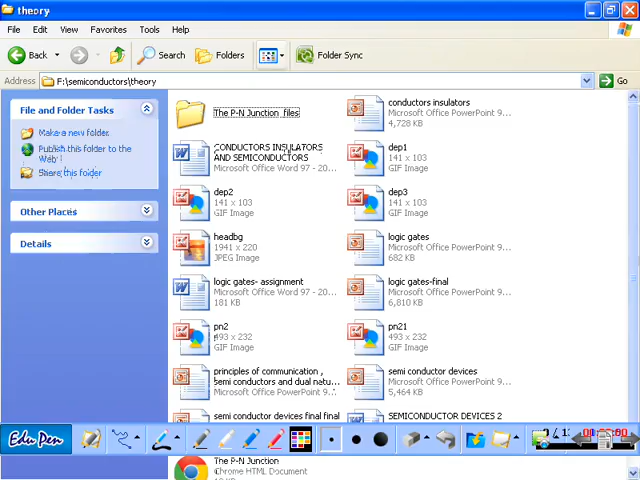 theory
File Edit View Favorites Tools Help
Back Search Folders Folder Sync
Address F:\semiconductors\theory Go
File and Folder Tasks
Make a new folder
Publish this folder to the Web
Share this folder
Other Places
Details
The P-N Junction_files
conductors insulators
Microsoft Office PowerPoint 9...
4,728 KB
CONDUCTORS INSULATORS
AND SEMICONDUCTORS
Microsoft Office Word 97 - 20...
dep1
141 x 103
GIF Image
dep2
141 x 103
GIF Image
dep3
141 x 103
GIF Image
headbg
1941 x 220
JPEG Image
logic gates
Microsoft Office PowerPoint 9...
682 KB
logic gates- assignment
Microsoft Office Word 97 - 20...
181 KB
logic gates-final
Microsoft Office PowerPoint 9...
6,810 KB
pn2
493 x 232
GIF Image
pn21
493 x 232
GIF Image
principles of communication ,
semi conductors and dual natu...
Microsoft Office PowerPoint 9...
semi conductor devices
Microsoft Office PowerPoint 9...
5,464 KB
semi conductor devices final final
SEMICONDUCTOR DEVICES 2
Edu Pen
The P-N Junction
Chrome HTML Document